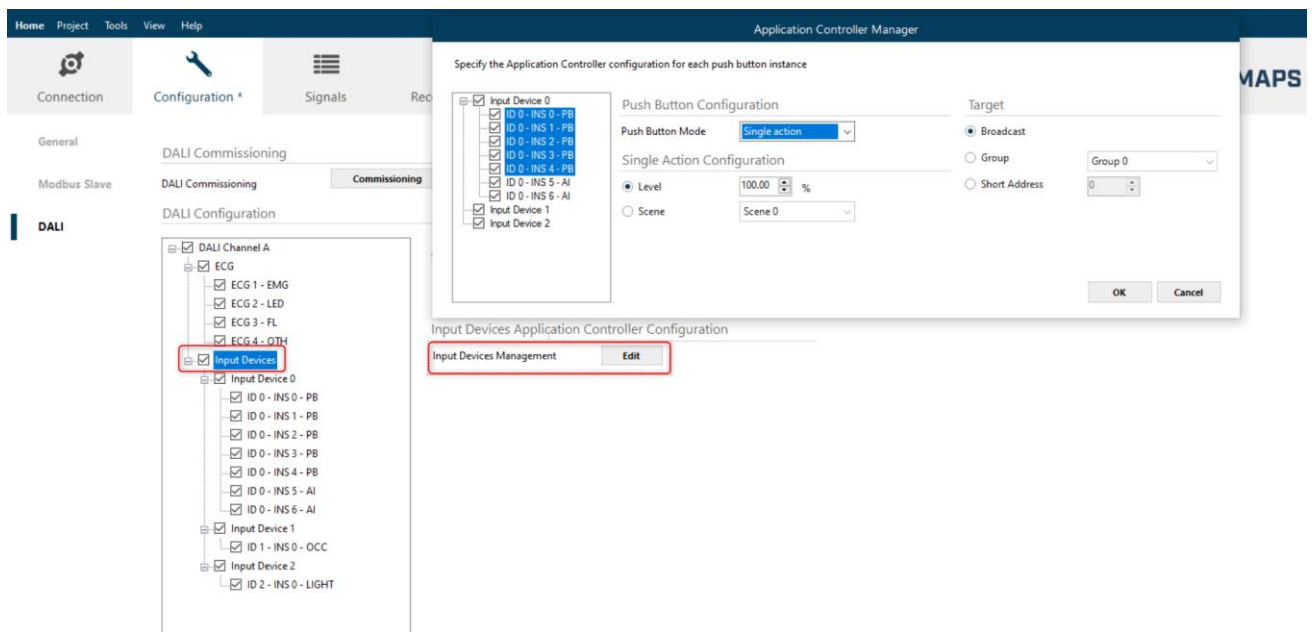 Home Project Tools View Help
Connection
Configuration *
Signals
Rec
MAPS
General
Modbus Slave
DALI
DALI Commissioning
DALI Commissioning
Commissioning
DALI Configuration
DALI Channel A
ECG
ECG 1 - EMG
ECG 2 - LED
ECG 3 - FL
ECG 4 - OTH
Input Devices
Input Device 0
ID 0 - INS 0 - PB
ID 0 - INS 1 - PB
ID 0 - INS 2 - PB
ID 0 - INS 3 - PB
ID 0 - INS 4 - PB
ID 0 - INS 5 - AI
ID 0 - INS 6 - AI
Input Device 1
ID 1 - INS 0 - OCC
Input Device 2
ID 2 - INS 0 - LIGHT
Application Controller Manager
Specify the Application Controller configuration for each push button instance
Input Device 0
ID 0 - INS 0 - PB
ID 0 - INS 1 - PB
ID 0 - INS 2 - PB
ID 0 - INS 3 - PB
ID 0 - INS 4 - PB
ID 0 - INS 5 - AI
ID 0 - INS 6 - AI
Input Device 1
Input Device 2
Push Button Configuration
Push Button Mode Single action
Single Action Configuration
Level 100.00 %
Scene Scene 0
Target
Broadcast
Group Group 0
Short Address 0
OK Cancel
Input Devices Application Controller Configuration
Input Devices Management Edit